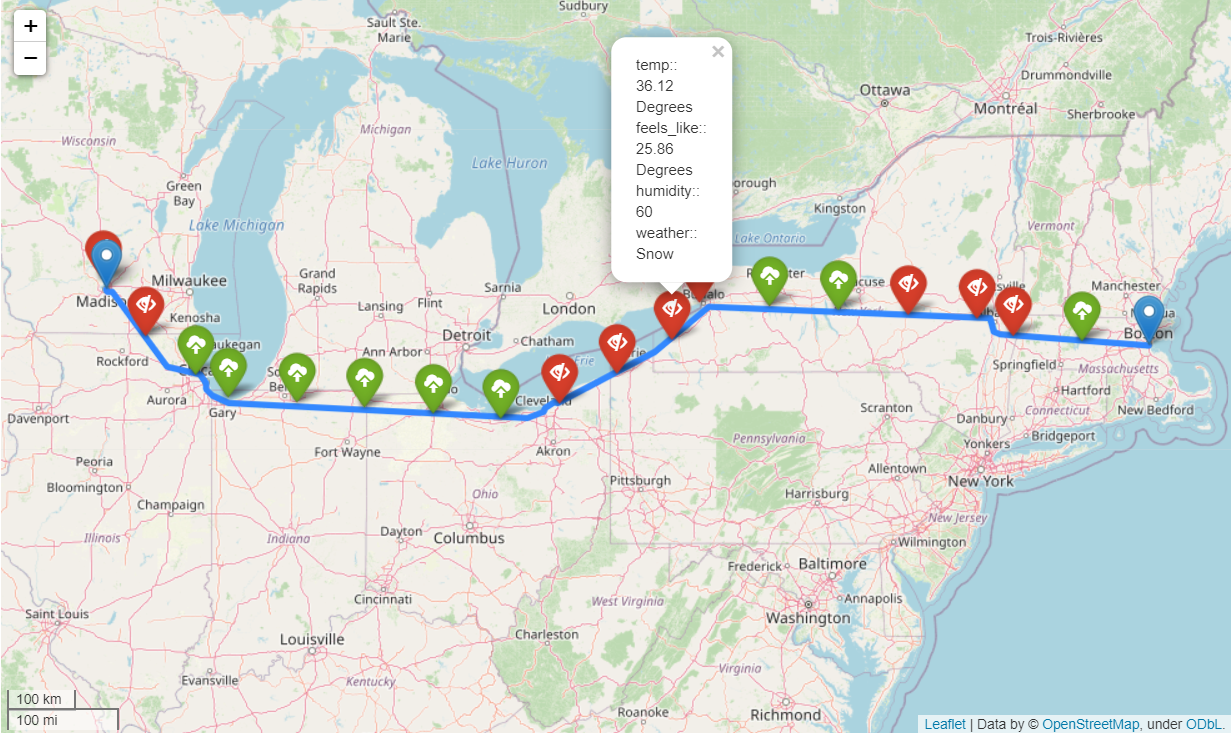 +
−
Sudbury
Sault Ste.
Marie
Trois-Rivières
Drummondville
Ottawa
Montréal
Sherbrooke
×
temp::
36.12
Degrees
feels_like::
25.86
Degrees
humidity::
60
weather::
Snow
Wisconsin
Michigan
Lake Huron
Green
Bay
Lake Michigan
Kingston
Lake Ontario
Vermont
Milwaukee
Grand
Rapids
Sarnia
London
Manchester
Kenosha
Lansing
Flint
Detroit
Chatham
Rockford
Ann Arbor
Springfield
Massachusetts
Aurora
Gary
Cleveland
Hartford
New Bedford
Davenport
Scranton
Connecticut
Danbury
Bridgeport
Fort Wayne
Akron
Pennsylvania
Yonkers
Peoria
Bloomington
Pittsburgh
Allentown
New York
Champaign
Ohio
Harrisburg
New Jersey
Illinois
Indiana
Dayton
Columbus
Wilmington
Frederick
Baltimore
Cincinnati
West Virginia
Annapolis
Saint Louis
Washington
Louisville
Charleston
Evansville
Kentucky
Virginia
Roanoke
Richmond
100 km
100 mi
Leaflet | Data by © OpenStreetMap, under ODbL.